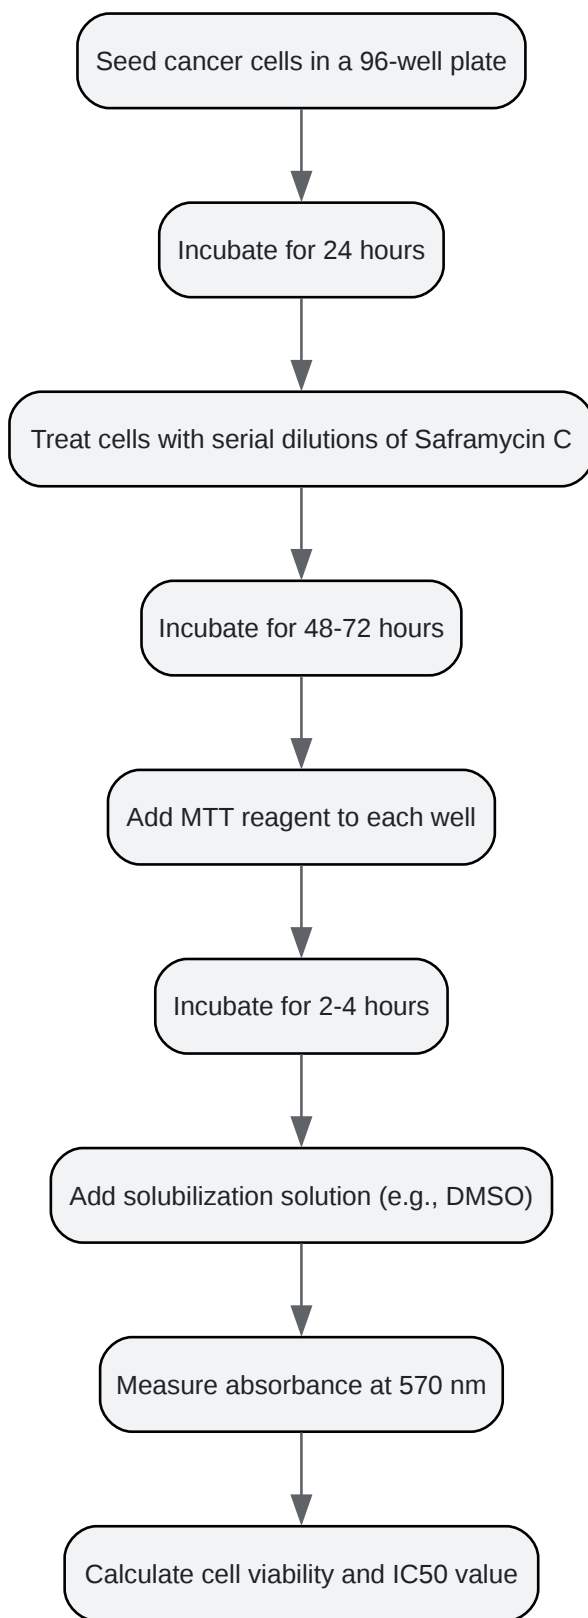 Seed cancer cells in a 96-well plate
Incubate for 24 hours
Treat cells with serial dilutions of Saframycin C
Incubate for 48-72 hours
Add MTT reagent to each well
Incubate for 2-4 hours
Add solubilization solution (e.g., DMSO)
Measure absorbance at 570 nm
Calculate cell viability and IC50 value